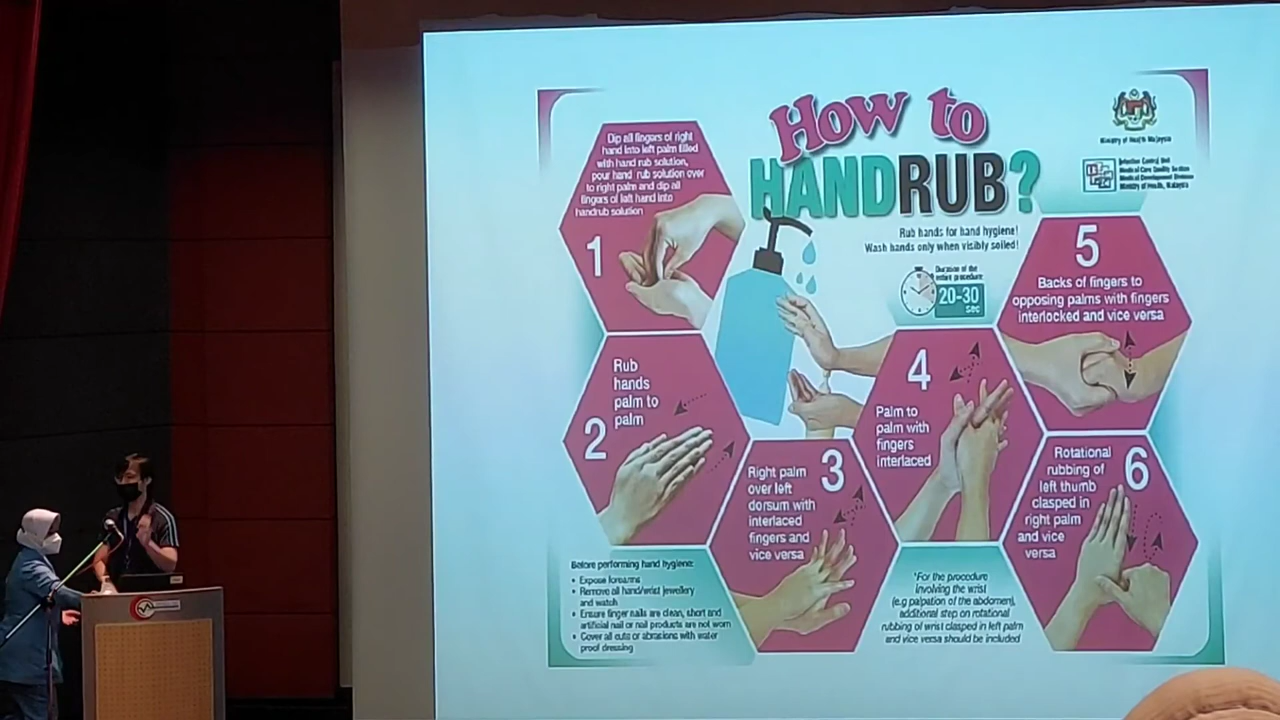 How to
HANDRUB?
Ministry of Health Malaysia
Infection Control Unit
Medical Care Quality Section
Medical Development Division
Ministry of Health, Malaysia
Rub hands for hand hygiene!
Wash hands only when visibly soiled!
Duration of the
entire procedure:
20-30
sec
Dip all fingers of right
hand into left palm filled
with hand rub solution,
pour hand rub solution over
to right palm and dip all
fingers of left hand into
handrub solution
1
Rub
hands
palm to
palm
2
Right palm
over left
dorsum with
interlaced
fingers and
vice versa
3
4
Palm to
palm with
fingers
interlaced
5
Backs of fingers to
opposing palms with fingers
interlocked and vice versa
Rotational
rubbing of
left thumb
clasped in
right palm
and vice
versa
6
Before performing hand hygiene:
• Expose forearms
• Remove all hand/wrist jewellery
and watch
• Ensure finger nails are clean, short and
artificial nail or nail products are not worn
• Cover all cuts or abrasions with water
proof dressing
*For the procedure
involving the wrist
(e.g palpation of the abdomen),
additional step on rotational
rubbing of wrist clasped in left palm
and vice versa should be included